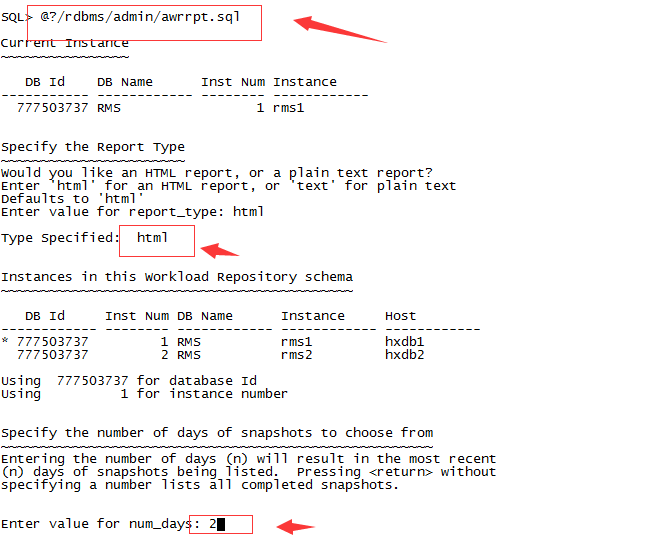 SQL> @?/rdbms/admin/awrrpt.sql
Current Instance
~~~~~~~~~~~~~~~~
DB Id DB Name Inst Num Instance
----------- ------------ -------- ------------
777503737 RMS 1 rms1
Specify the Report Type
~~~~~~~~~~~~~~~~~~~~~~~
Would you like an HTML report, or a plain text report?
Enter 'html' for an HTML report, or 'text' for plain text
Defaults to 'html'
Enter value for report_type: html
Type Specified: html
Instances in this Workload Repository schema
~~~~~~~~~~~~~~~~~~~~~~~~~~~~~~~~~~~~~~~~~~~~
DB Id Inst Num DB Name Instance Host
------------ -------- ------------ ------------ ------------
* 777503737 1 RMS rms1 hxdb1
777503737 2 RMS rms2 hxdb2
Using 777503737 for database Id
Using 1 for instance number
Specify the number of days of snapshots to choose from
~~~~~~~~~~~~~~~~~~~~~~~~~~~~~~~~~~~~~~~~~~~~~~~~~~~~~~
Entering the number of days (n) will result in the most recent
(n) days of snapshots being listed. Pressing <return> without
specifying a number lists all completed snapshots.
Enter value for num_days: 2